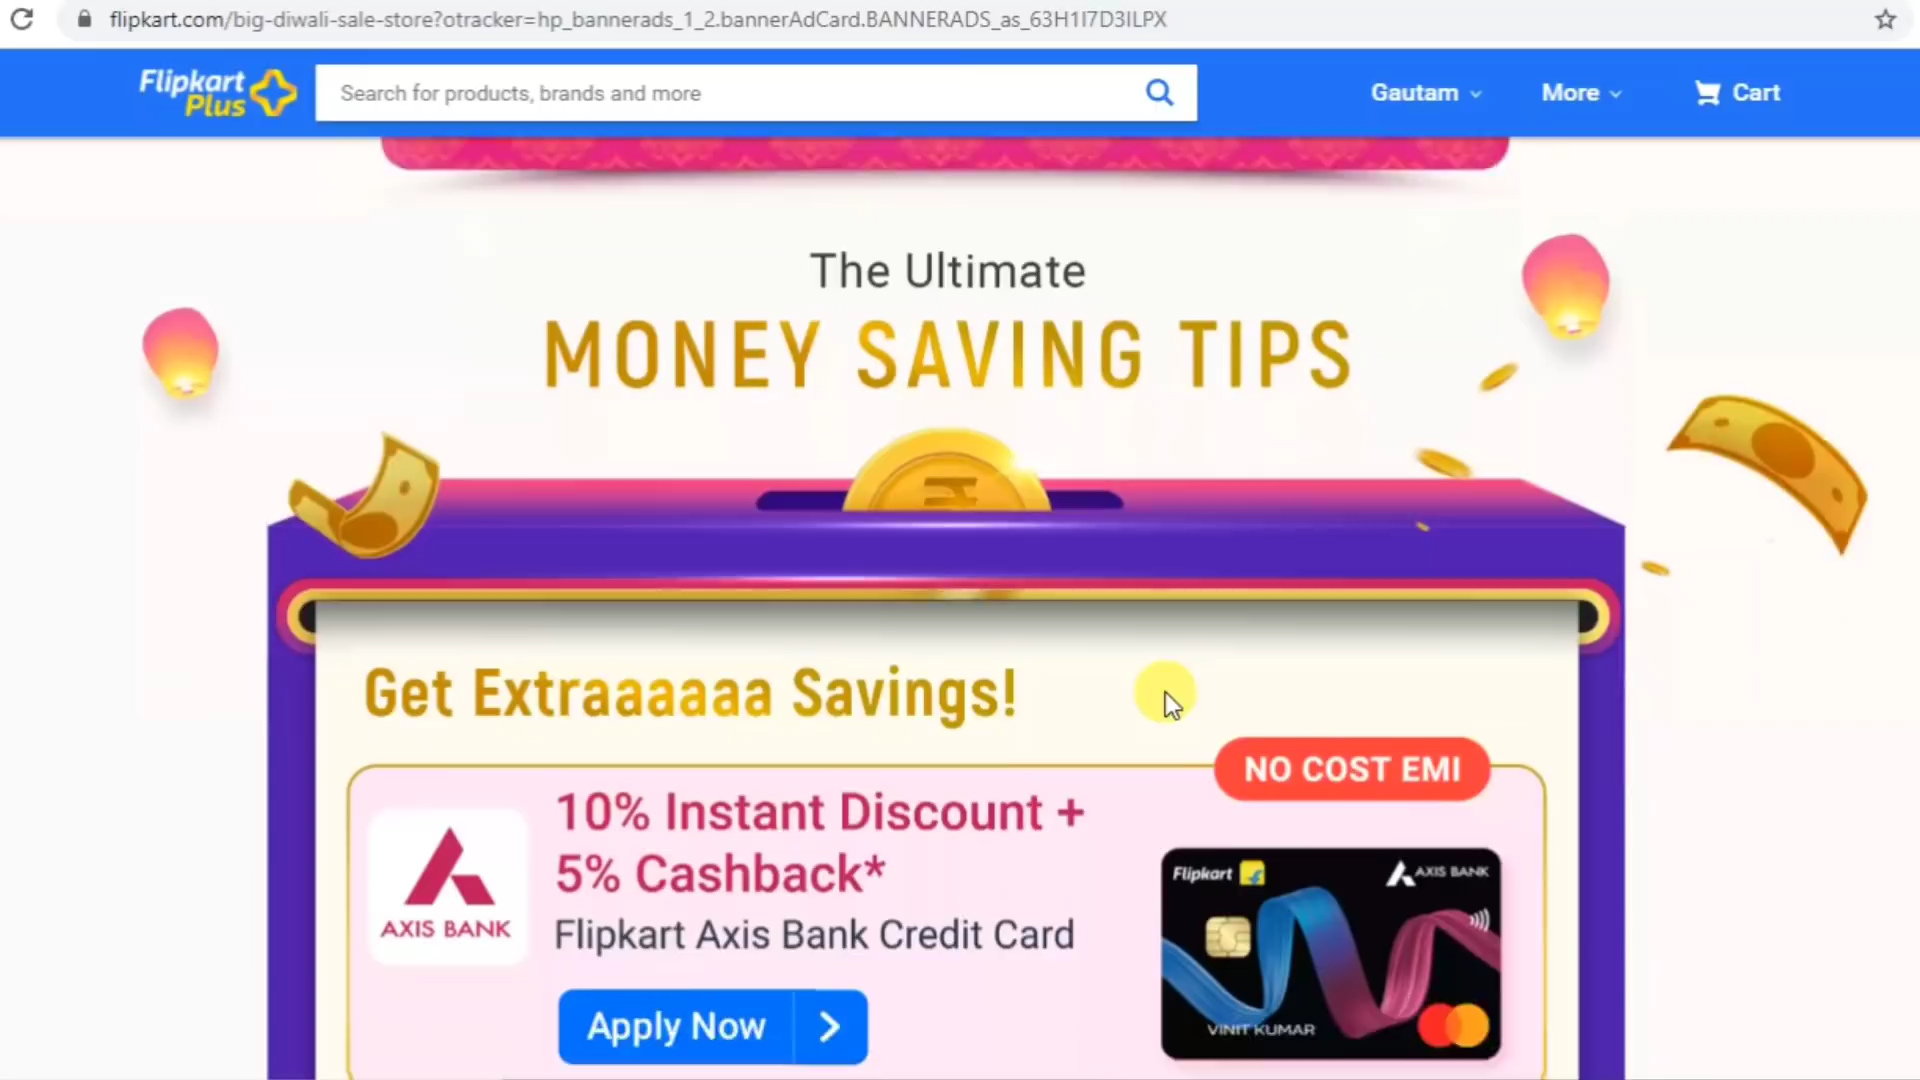 flipkart.com/big-diwali-sale-store?otracker=hp_bannerads_1_2.bannerAdCard.BANNERADS_as_63H1I7D3ILPX
Flipkart
Plus
Search for products, brands and more
Gautam
More
Cart
The Ultimate
MONEY SAVING TIPS
₹
Get Extraaaaaa Savings!
NO COST EMI
10% Instant Discount +
5% Cashback*
AXIS BANK
Flipkart Axis Bank Credit Card
Apply Now
Flipkart
AXIS BANK
VINIT KUMAR